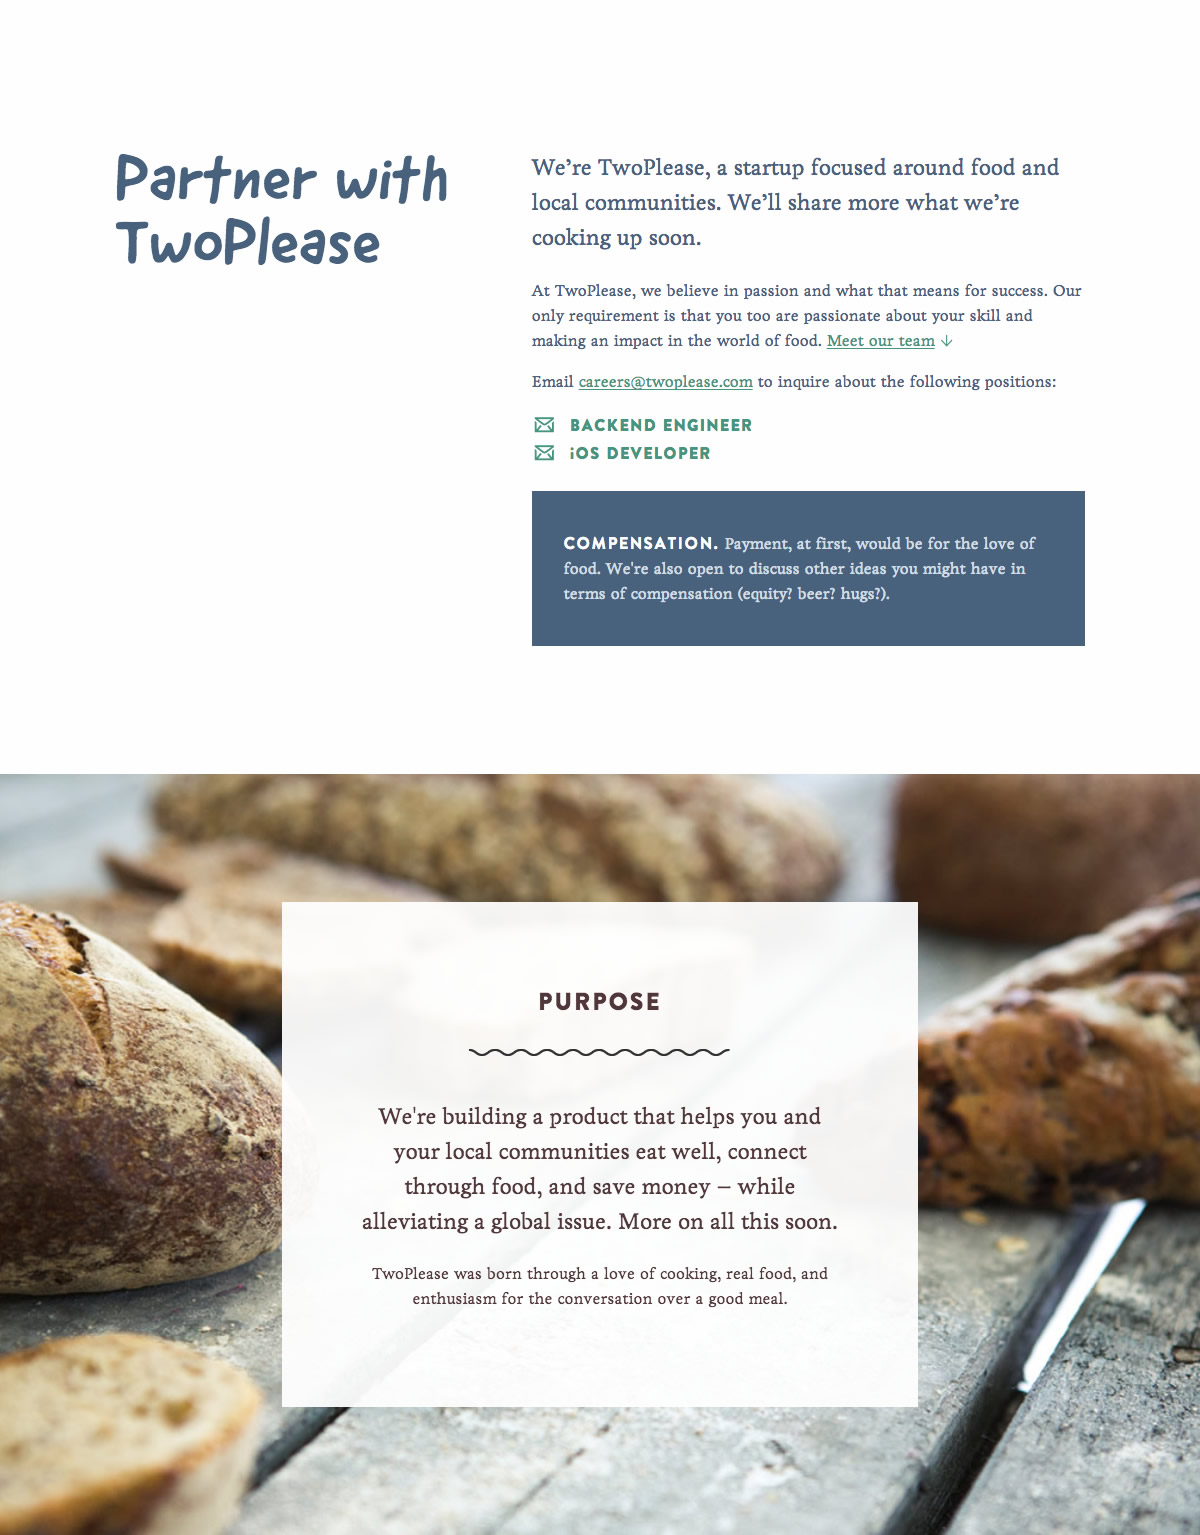 Partner with
TwoPlease
We’re TwoPlease, a startup focused around food and
local communities. We’ll share more what we’re
cooking up soon.
At TwoPlease, we believe in passion and what that means for success. Our
only requirement is that you too are passionate about your skill and
making an impact in the world of food. Meet our team ↓
Email careers@twoplease.com to inquire about the following positions:
BACKEND ENGINEER
iOS DEVELOPER
COMPENSATION. Payment, at first, would be for the love of
food. We're also open to discuss other ideas you might have in
terms of compensation (equity? beer? hugs?).
PURPOSE
We're building a product that helps you and
your local communities eat well, connect
through food, and save money – while
alleviating a global issue. More on all this soon.
TwoPlease was born through a love of cooking, real food, and
enthusiasm for the conversation over a good meal.